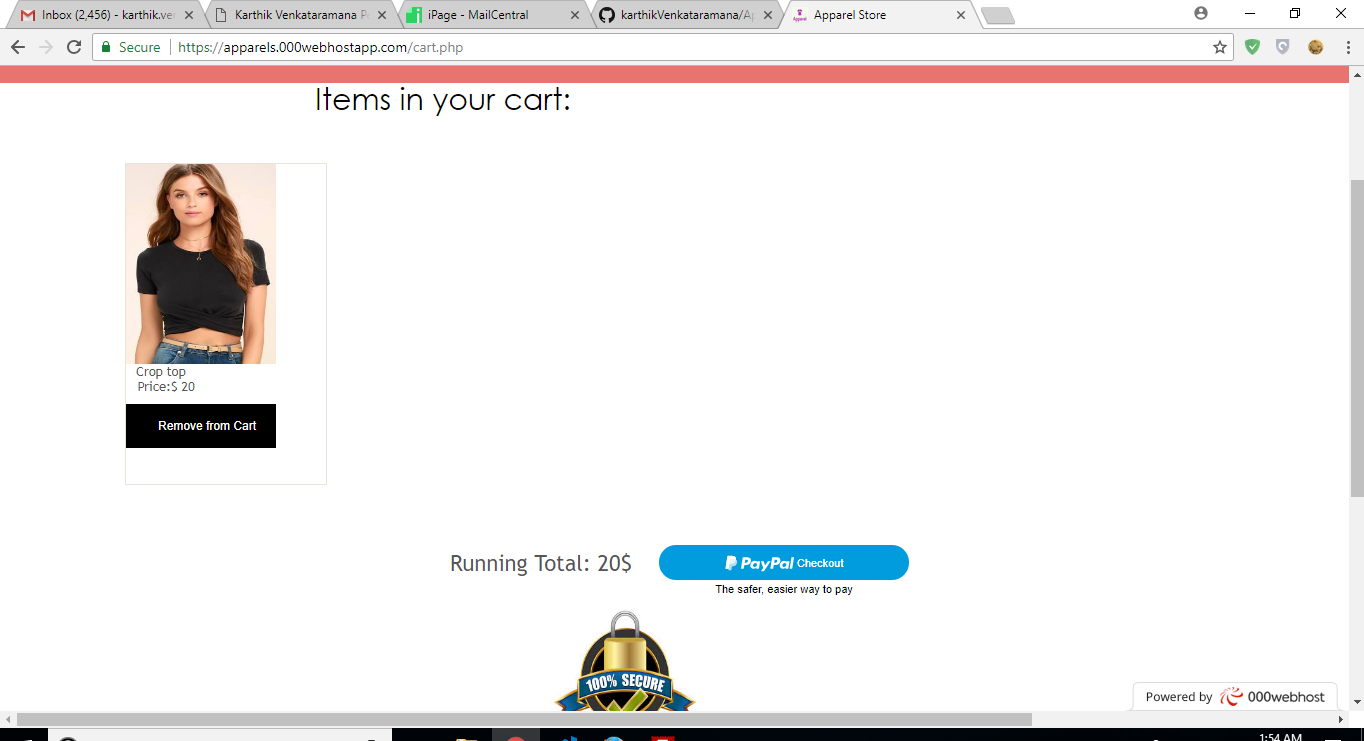 Inbox (2,456) - karthik.ver
Karthik Venkataramana P
iPage - MailCentral
karthikVenkataramana/A
Apparel Store
Secure
https://apparels.000webhostapp.com/cart.php
Items in your cart:
Crop top
Price:$ 20
Remove from Cart
Running Total: 20$
PayPal Checkout
The safer, easier way to pay
100% SECURE
Powered by 000webhost
1:54 AM